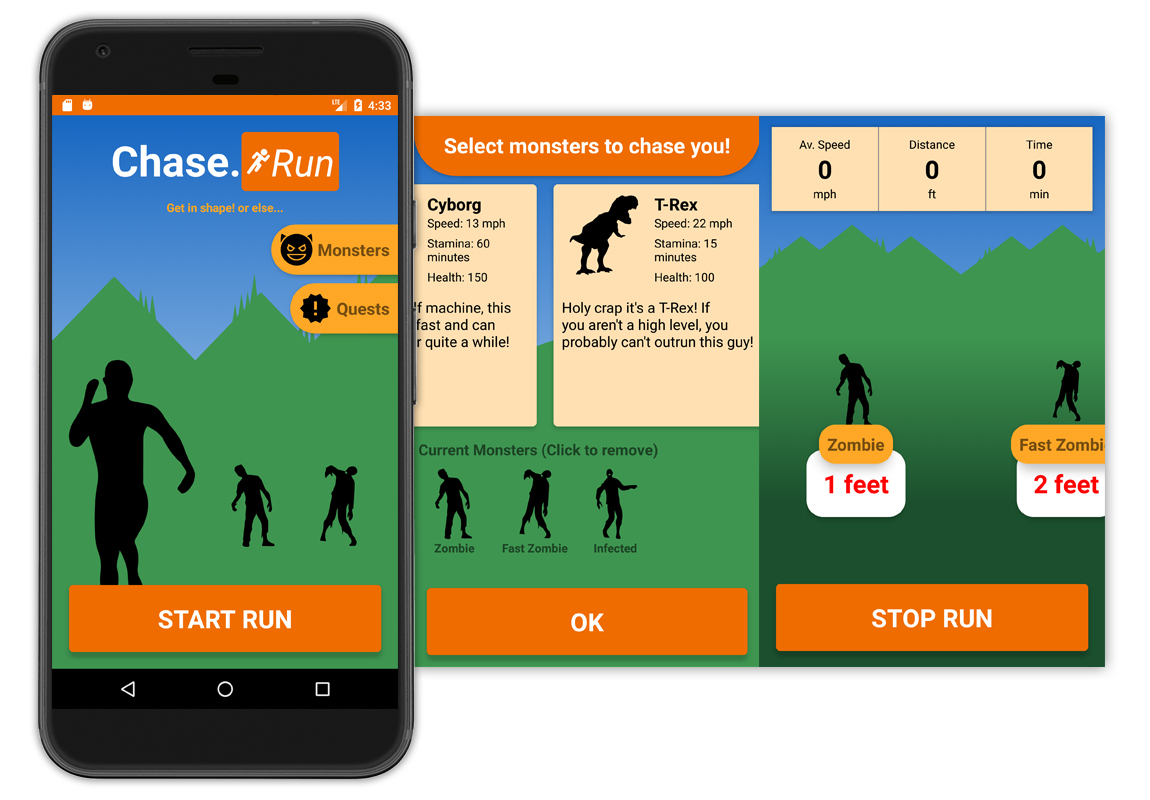 4:33
Chase.Run
Get in shape! or else...
Monsters
Quests
START RUN
Select monsters to chase you!
Cyborg
Speed: 13 mph
Stamina: 60
minutes
Health: 150
f machine, this
fast and can
r quite a while!
T-Rex
Speed: 22 mph
Stamina: 15
minutes
Health: 100
Holy crap it's a T-Rex! If
you aren't a high level, you
probably can't outrun this guy!
Current Monsters (Click to remove)
Zombie
Fast Zombie
Infected
OK
Av. Speed
0
mph
Distance
0
ft
Time
0
min
Zombie
1 feet
Fast Zombi
2 feet
STOP RUN